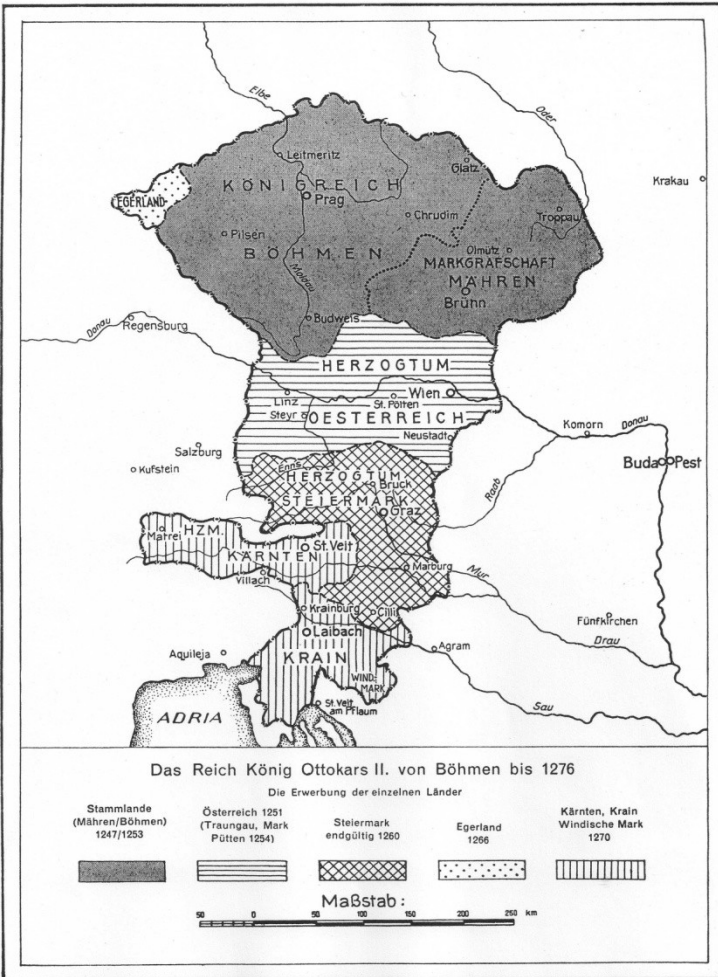 Elbe
Oder
Leitmeritz
Glatz
KÖNIGREICH
Krakau
EGERLAND
Prag
Chrudim
Troppau
Pilsen
Olmütz
BÖHMEN
MARKGRAFSCHAFT
MÄHREN
Moldau
Brünn
Budweis
Donau
Regensburg
HERZOGTUM
Linz
Wien
St. Pölten
Steyr
OESTERREICH
Neustadt
Komorn
Donau
Salzburg
Enns
Kufstein
HERZOGTUM
Bruck
Buda
Pest
STEIERMARK
Graz
Raab
HZM.
Matrei
St. Veit
KÄRNTEN
Marburg
Villach
Mur
Krainburg
Cilli
Fünfkirchen
Laibach
Drau
Aquileja
Agram
KRAIN
WIND.
MARK
ADRIA
St. Veit
am Pflaum
Sau
Das Reich König Ottokars II. von Böhmen bis 1276
Die Erwerbung der einzelnen Länder
Stammlande
(Mähren/Böhmen)
1247/1253
Österreich 1251
(Traungau, Mark
Pütten 1254)
Steiermark
endgültig 1260
Egerland
1266
Kärnten, Krain
Windische Mark
1270
Maßstab:
50 0 50 100 150 200 250 km